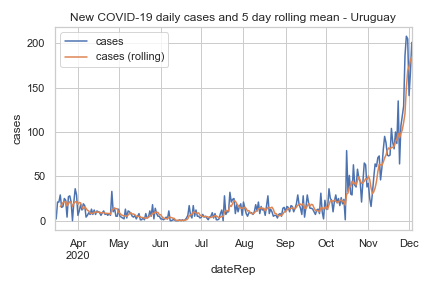 New COVID-19 daily cases and 5 day rolling mean - Uruguay
cases
cases (rolling)
200
150
100
50
0
cases
Apr May Jun Jul Aug Sep Oct Nov Dec
2020
dateRep